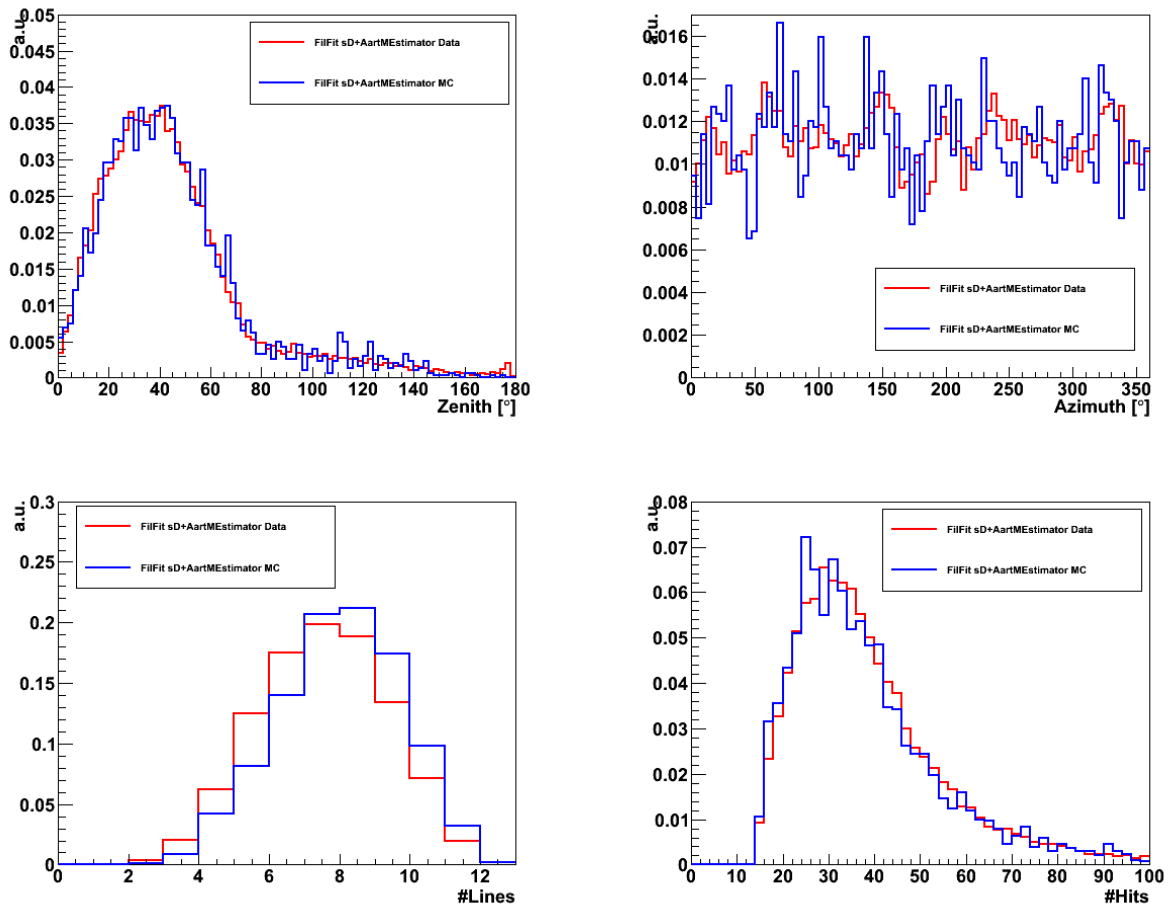 a.u.
0.05
0.045
0.04
0.035
0.03
0.025
0.02
0.015
0.01
0.005
0
FilFit sD+AartMEstimator Data
FilFit sD+AartMEstimator MC
0 20 40 60 80 100 120 140 160 180
Zenith [°]
a.u.
0.016
0.014
0.012
0.01
0.008
0.006
0.004
0.002
0
FilFit sD+AartMEstimator Data
FilFit sD+AartMEstimator MC
0 50 100 150 200 250 300 350
Azimuth [°]
a.u.
0.3
0.25
0.2
0.15
0.1
0.05
0
FilFit sD+AartMEstimator Data
FilFit sD+AartMEstimator MC
0 2 4 6 8 10 12
#Lines
a.u.
0.08
0.07
0.06
0.05
0.04
0.03
0.02
0.01
0
FilFit sD+AartMEstimator Data
FilFit sD+AartMEstimator MC
0 10 20 30 40 50 60 70 80 90 100
#Hits